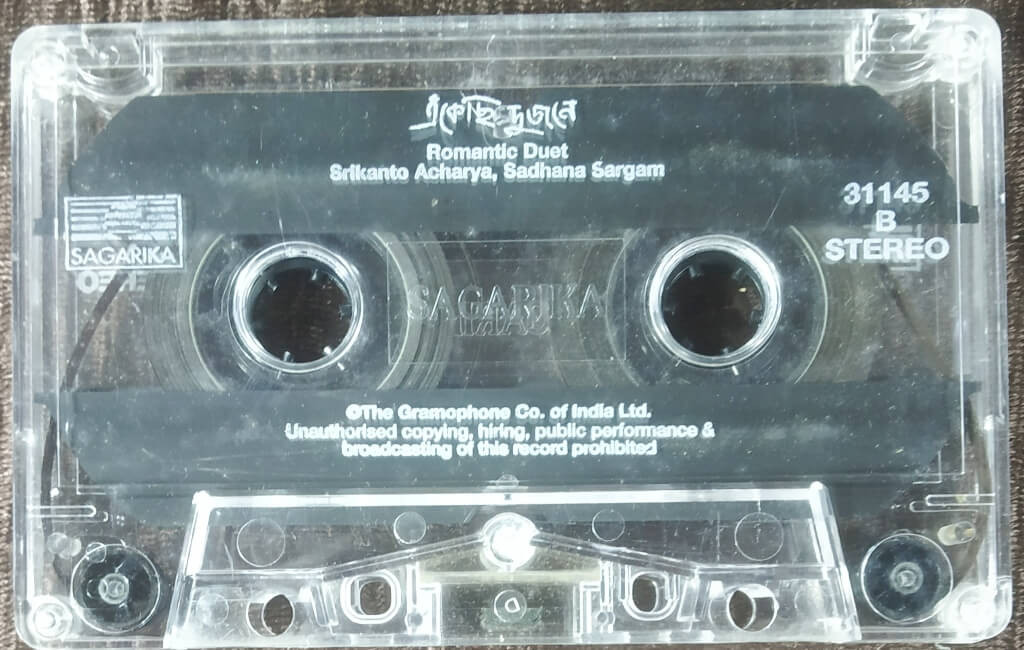 এঁকেছি দুজনে
Romantic Duet
Srikanto Acharya, Sadhana Sargam
31145
B
STEREO
SAGARIKA
SAGARIKA
©The Gramophone Co. of India Ltd.
Unauthorised copying, hiring, public performance &
broadcasting of this record prohibited